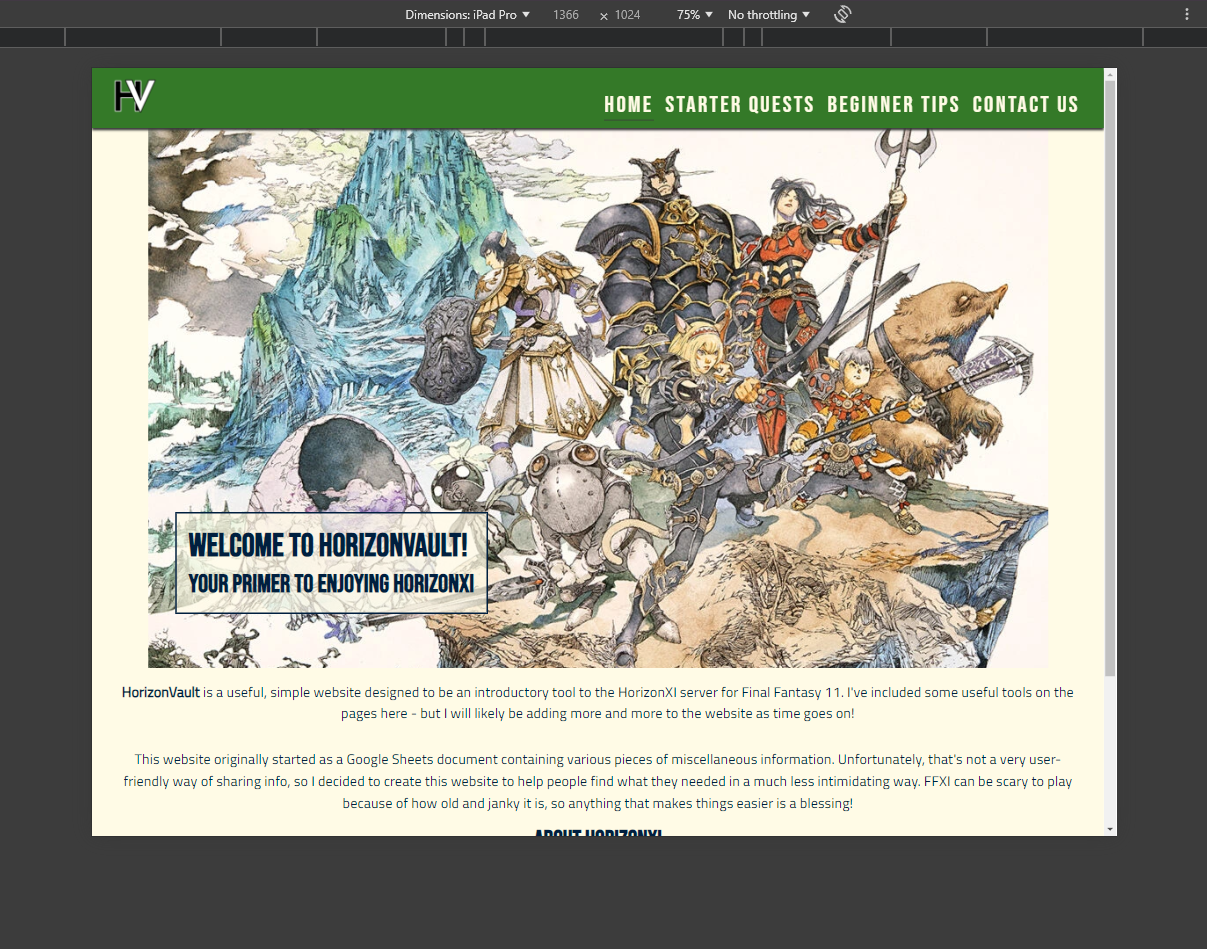 Dimensions: iPad Pro 1366 × 1024 75% No throttling
HV
HOME STARTER QUESTS BEGINNER TIPS CONTACT US
WELCOME TO HORIZONVAULT!
YOUR PRIMER TO ENJOYING HORIZONXI
HorizonVault is a useful, simple website designed to be an introductory tool to the HorizonXI server for Final Fantasy 11. I've included some useful tools on the
pages here - but I will likely be adding more and more to the website as time goes on!
This website originally started as a Google Sheets document containing various pieces of miscellaneous information. Unfortunately, that's not a very user-
friendly way of sharing info, so I decided to create this website to help people find what they needed in a much less intimidating way. FFXI can be scary to play
because of how old and janky it is, so anything that makes things easier is a blessing!
ABOUT HORIZONXI